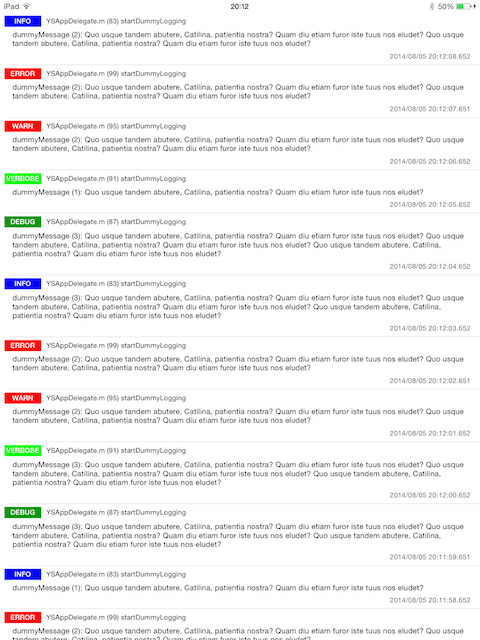 iPad 20:12 50%
INFO YSAppDelegate.m (83) startDummyLogging
dummyMessage (2): Quo usque tandem abutere, Catilina, patientia nostra? Quam diu etiam furor iste tuus nos eludet? Quo usque
tandem abutere, Catilina, patientia nostra? Quam diu etiam furor iste tuus nos eludet?
2014/08/05 20:12:08.652
ERROR YSAppDelegate.m (99) startDummyLogging
dummyMessage (2): Quo usque tandem abutere, Catilina, patientia nostra? Quam diu etiam furor iste tuus nos eludet? Quo usque
tandem abutere, Catilina, patientia nostra? Quam diu etiam furor iste tuus nos eludet?
2014/08/05 20:12:07.651
WARN YSAppDelegate.m (95) startDummyLogging
dummyMessage (2): Quo usque tandem abutere, Catilina, patientia nostra? Quam diu etiam furor iste tuus nos eludet? Quo usque
tandem abutere, Catilina, patientia nostra? Quam diu etiam furor iste tuus nos eludet?
2014/08/05 20:12:06.652
VERBOSE YSAppDelegate.m (91) startDummyLogging
dummyMessage (1): Quo usque tandem abutere, Catilina, patientia nostra? Quam diu etiam furor iste tuus nos eludet?
2014/08/05 20:12:05.652
DEBUG YSAppDelegate.m (87) startDummyLogging
dummyMessage (3): Quo usque tandem abutere, Catilina, patientia nostra? Quam diu etiam furor iste tuus nos eludet? Quo usque
tandem abutere, Catilina, patientia nostra? Quam diu etiam furor iste tuus nos eludet? Quo usque tandem abutere, Catilina,
patientia nostra? Quam diu etiam furor iste tuus nos eludet?
2014/08/05 20:12:04.652
INFO YSAppDelegate.m (83) startDummyLogging
dummyMessage (3): Quo usque tandem abutere, Catilina, patientia nostra? Quam diu etiam furor iste tuus nos eludet? Quo usque
tandem abutere, Catilina, patientia nostra? Quam diu etiam furor iste tuus nos eludet? Quo usque tandem abutere, Catilina,
patientia nostra? Quam diu etiam furor iste tuus nos eludet?
2014/08/05 20:12:03.652
ERROR YSAppDelegate.m (99) startDummyLogging
dummyMessage (2): Quo usque tandem abutere, Catilina, patientia nostra? Quam diu etiam furor iste tuus nos eludet? Quo usque
tandem abutere, Catilina, patientia nostra? Quam diu etiam furor iste tuus nos eludet?
2014/08/05 20:12:02.651
WARN YSAppDelegate.m (95) startDummyLogging
dummyMessage (2): Quo usque tandem abutere, Catilina, patientia nostra? Quam diu etiam furor iste tuus nos eludet? Quo usque
tandem abutere, Catilina, patientia nostra? Quam diu etiam furor iste tuus nos eludet?
2014/08/05 20:12:01.652
VERBOSE YSAppDelegate.m (91) startDummyLogging
dummyMessage (3): Quo usque tandem abutere, Catilina, patientia nostra? Quam diu etiam furor iste tuus nos eludet? Quo usque
tandem abutere, Catilina, patientia nostra? Quam diu etiam furor iste tuus nos eludet? Quo usque tandem abutere, Catilina,
patientia nostra? Quam diu etiam furor iste tuus nos eludet?
2014/08/05 20:12:00.652
DEBUG YSAppDelegate.m (87) startDummyLogging
dummyMessage (3): Quo usque tandem abutere, Catilina, patientia nostra? Quam diu etiam furor iste tuus nos eludet? Quo usque
tandem abutere, Catilina, patientia nostra? Quam diu etiam furor iste tuus nos eludet? Quo usque tandem abutere, Catilina,
patientia nostra? Quam diu etiam furor iste tuus nos eludet?
2014/08/05 20:11:59.651
INFO YSAppDelegate.m (83) startDummyLogging
dummyMessage (1): Quo usque tandem abutere, Catilina, patientia nostra? Quam diu etiam furor iste tuus nos eludet?
2014/08/05 20:11:58.652
ERROR YSAppDelegate.m (99) startDummyLogging
dummyMessage (2): Quo usque tandem abutere, Catilina, patientia nostra? Quam diu etiam furor iste tuus nos eludet? Quo usque
tandem abutere, Catilina, patientia nostra? Quam diu etiam furor iste tuus nos eludet?